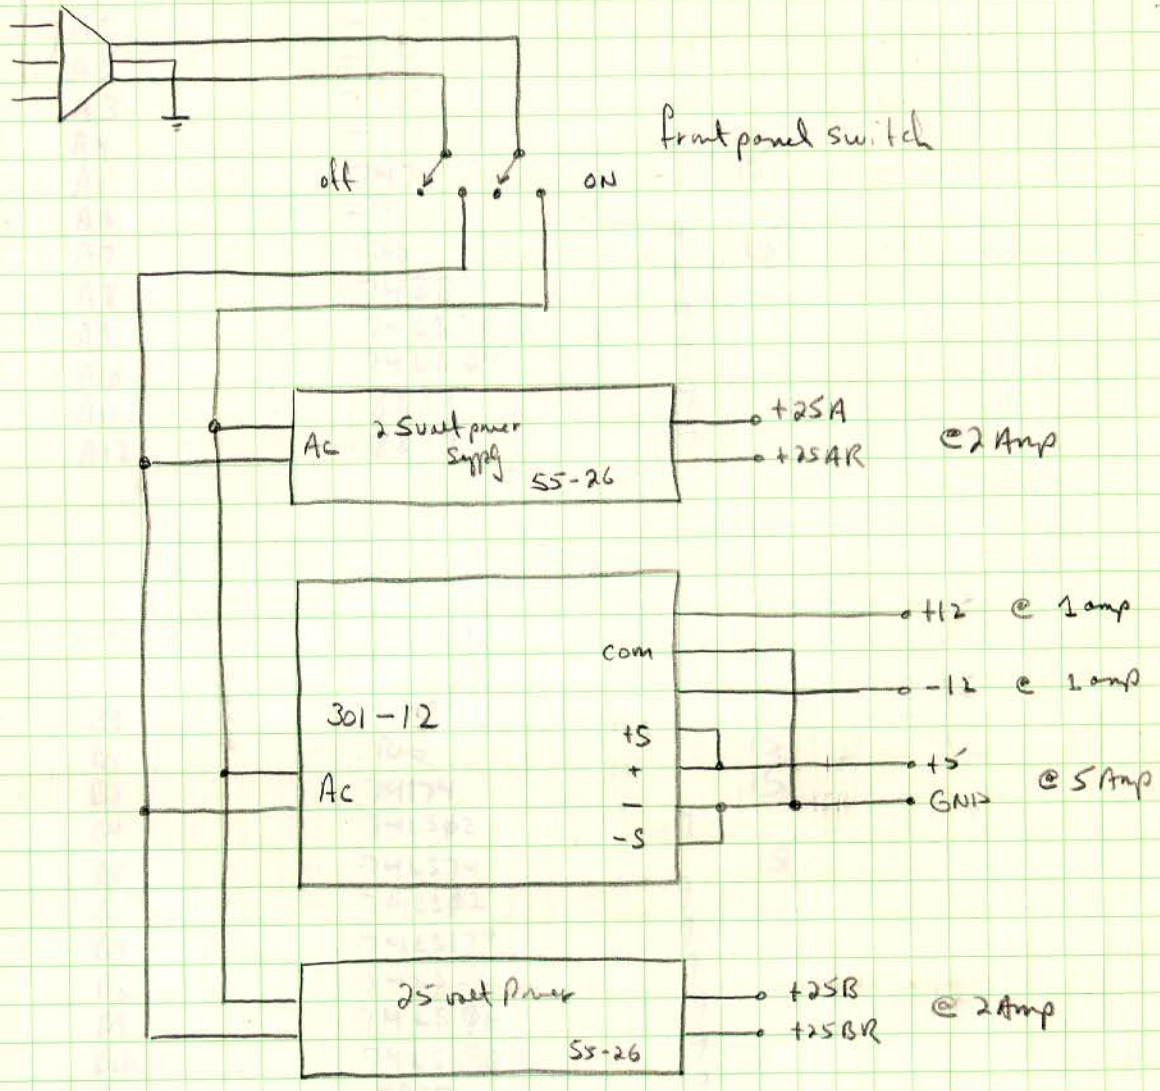 front panel switch
off
ON
25 volt power
Supply
AC
55-26
+25A
+25AR
@ 2 Amp
+12 @ 1 amp
com
-12 @ 1 amp
301-12
+S
+ +5
AC
@ 5 Amp
- GND
-S
25 volt Power
+25B
+25BR
@ 2 Amp
55-26